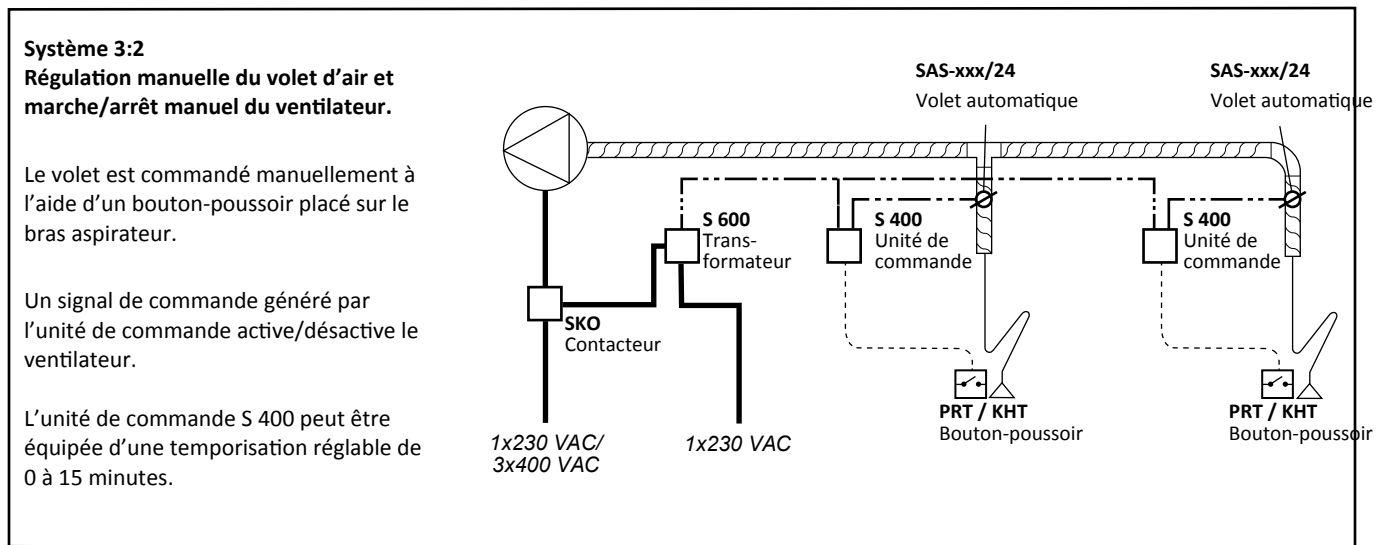 Système 3:2
Régulation manuelle du volet d’air et
marche/arrêt manuel du ventilateur.
Le volet est commandé manuellement à
l’aide d’un bouton-poussoir placé sur le
bras aspirateur.
Un signal de commande généré par
l’unité de commande active/désactive le
ventilateur.
L’unité de commande S 400 peut être
équipée d’une temporisation réglable de
0 à 15 minutes.
SAS-xxx/24
Volet automatique
SAS-xxx/24
Volet automatique
S 600
Trans-
formateur
S 400
Unité de
commande
S 400
Unité de
commande
SKO
Contacteur
PRT / KHT
Bouton-poussoir
PRT / KHT
Bouton-poussoir
1x230 VAC/
3x400 VAC
1x230 VAC